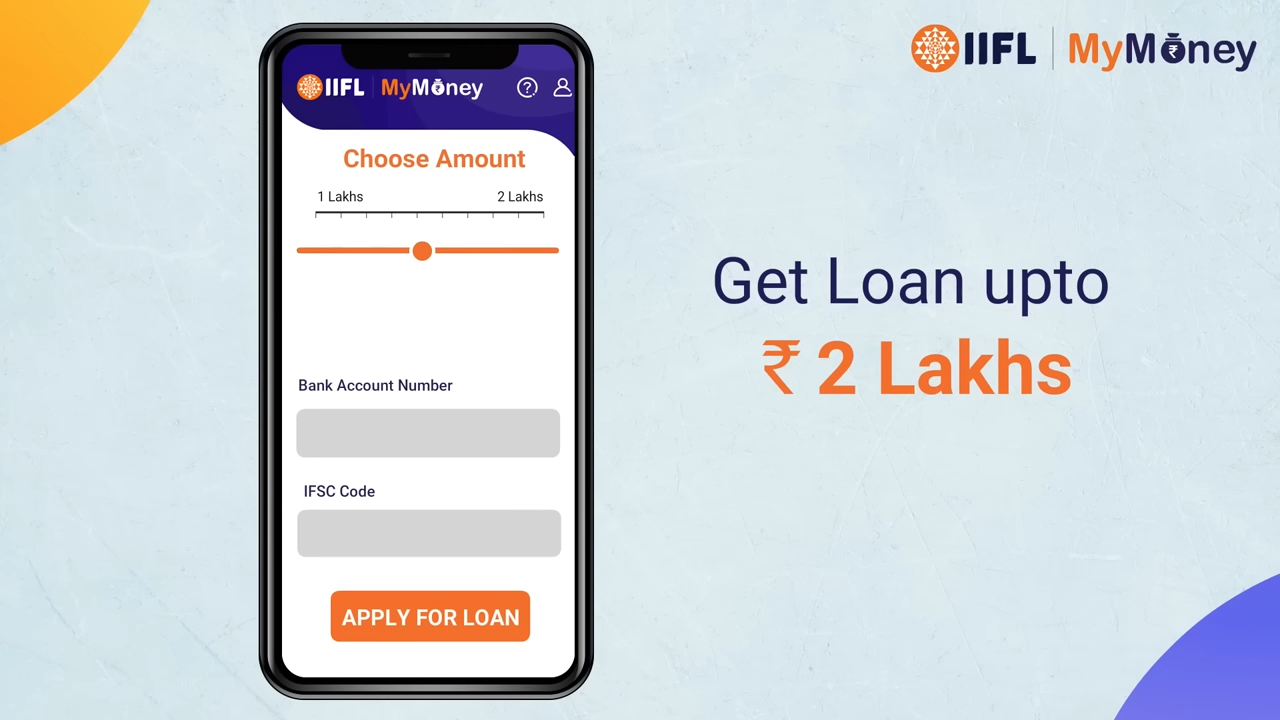 IIFL | MyMoney
IIFL | MyMoney
Choose Amount
1 Lakhs 2 Lakhs
Bank Account Number
IFSC Code
APPLY FOR LOAN
Get Loan upto
₹ 2 Lakhs